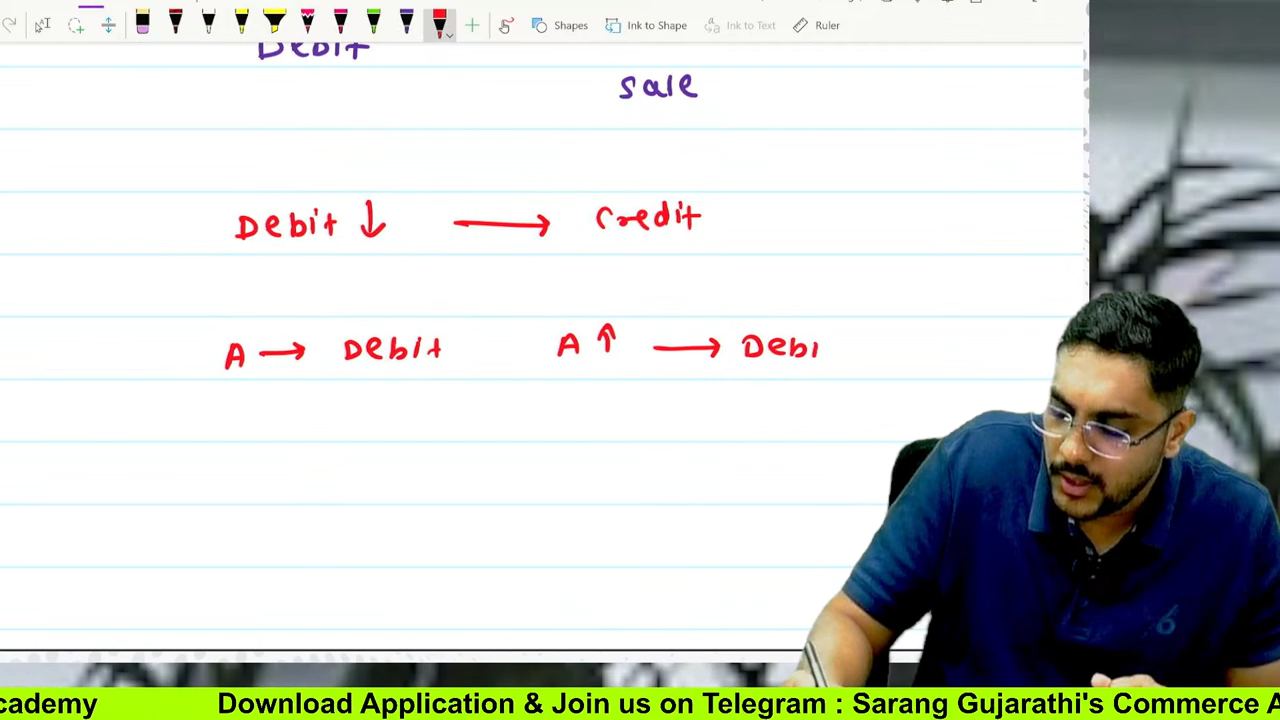 Shapes Ink to Shape Ink to Text Ruler
Debit
sale
Debit ↓ → Credit
A → Debit A ↑ → Debi
cademy Download Application & Join us on Telegram : Sarang Gujarathi's Commerce A